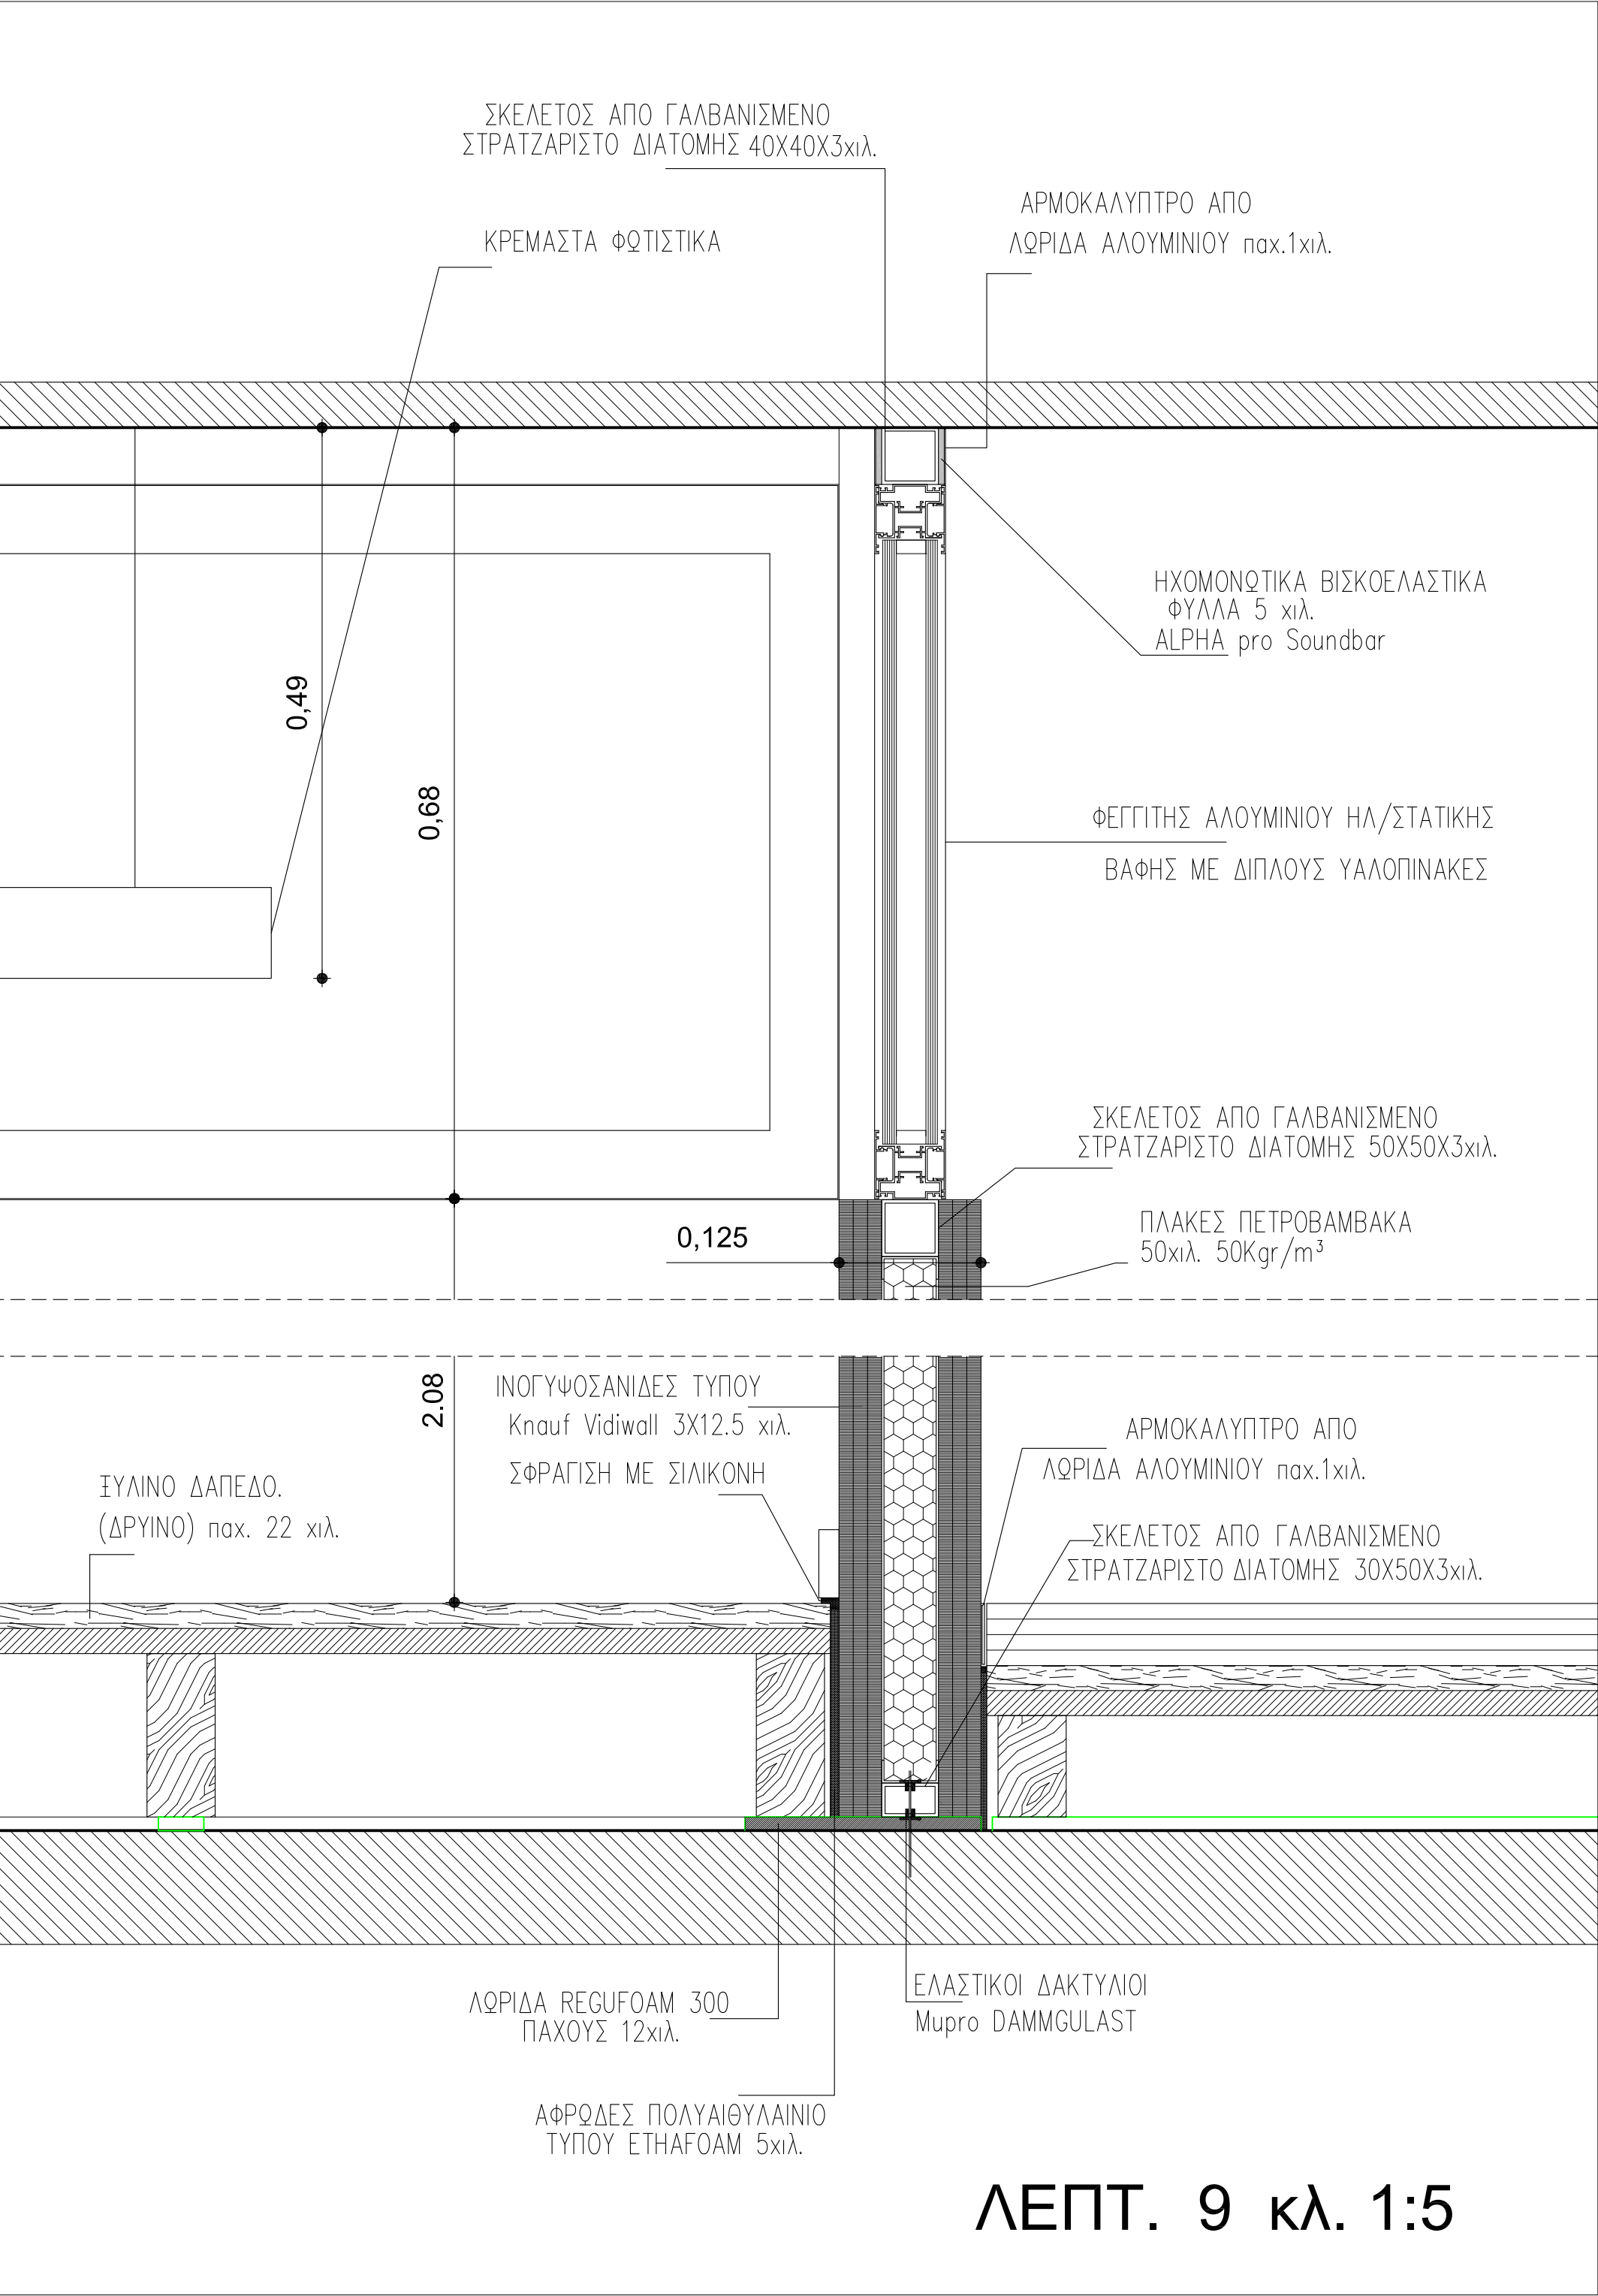 ΣΚΕΛΕΤΟΣ ΑΠΟ ΓΑΛΒΑΝΙΣΜΕΝΟ
ΣΤΡΑΤΖΑΡΙΣΤΟ ΔΙΑΤΟΜΗΣ 40Χ40Χ3χιλ.
ΑΡΜΟΚΑΛΥΠΤΡΟ ΑΠΟ
ΛΩΡΙΔΑ ΑΛΟΥΜΙΝΙΟΥ παχ.1χιλ.
ΚΡΕΜΑΣΤΑ ΦΩΤΙΣΤΙΚΑ
ΗΧΟΜΟΝΩΤΙΚΑ ΒΙΣΚΟΕΛΑΣΤΙΚΑ
ΦΥΛΛΑ 5 χιλ.
ALPHA pro Soundbar
0,49
0,68
ΦΕΓΓΙΤΗΣ ΑΛΟΥΜΙΝΙΟΥ ΗΛ/ΣΤΑΤΙΚΗΣ
ΒΑΦΗΣ ΜΕ ΔΙΠΛΟΥΣ ΥΑΛΟΠΙΝΑΚΕΣ
ΣΚΕΛΕΤΟΣ ΑΠΟ ΓΑΛΒΑΝΙΣΜΕΝΟ
ΣΤΡΑΤΖΑΡΙΣΤΟ ΔΙΑΤΟΜΗΣ 50Χ50Χ3χιλ.
0,125
ΠΛΑΚΕΣ ΠΕΤΡΟΒΑΜΒΑΚΑ
50χιλ. 50Kgr/m³
2.08
ΙΝΟΓΥΨΟΣΑΝΙΔΕΣ ΤΥΠΟΥ
Knauf Vidiwall 3X12.5 χιλ.
ΣΦΡΑΓΙΣΗ ΜΕ ΣΙΛΙΚΟΝΗ
ΑΡΜΟΚΑΛΥΠΤΡΟ ΑΠΟ
ΛΩΡΙΔΑ ΑΛΟΥΜΙΝΙΟΥ παχ.1χιλ.
ΞΥΛΙΝΟ ΔΑΠΕΔΟ.
(ΔΡΥΙΝΟ) παχ. 22 χιλ.
ΣΚΕΛΕΤΟΣ ΑΠΟ ΓΑΛΒΑΝΙΣΜΕΝΟ
ΣΤΡΑΤΖΑΡΙΣΤΟ ΔΙΑΤΟΜΗΣ 30Χ50Χ3χιλ.
ΛΩΡΙΔΑ REGUFOAM 300
ΠΑΧΟΥΣ 12χιλ.
ΕΛΑΣΤΙΚΟΙ ΔΑΚΤΥΛΙΟΙ
Mupro DAMMGULAST
ΑΦΡΩΔΕΣ ΠΟΛΥΑΙΘΥΛΑΙΝΙΟ
ΤΥΠΟΥ ETHAFOAM 5χιλ.
ΛΕΠΤ. 9 κλ. 1:5